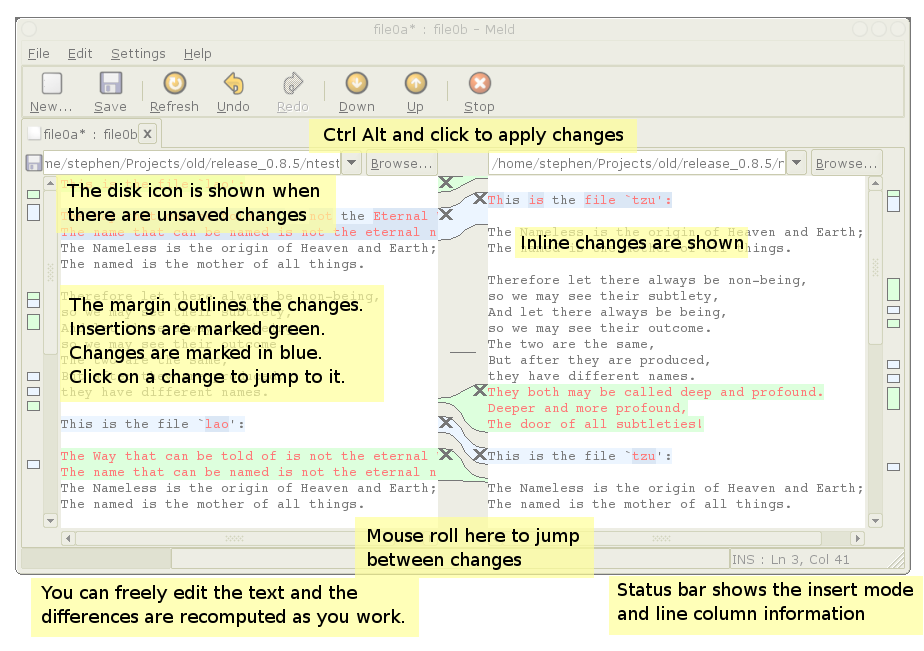 file0a* : file0b - Meld
File Edit Settings Help
New... Save Refresh Undo Redo Down Up Stop
file0a* : file0b X
Ctrl Alt and click to apply changes
me/stephen/Projects/old/release_0.8.5/ntest Browse...
/home/stephen/Projects/old/release_0.8.5/r Browse...
The disk icon is shown when
there are unsaved changes
not the Eternal
The name that can be named is not the eternal n
The Nameless is the origin of Heaven and Earth;
The named is the mother of all things.
Therefore let there always be non-being,
so we may see their subtlety,
The margin outlines the changes.
Insertions are marked green.
Changes are marked in blue.
Click on a change to jump to it.
they have different names.
This is the file `lao':
The Way that can be told of is not the eternal
The name that can be named is not the eternal n
The Nameless is the origin of Heaven and Earth;
The named is the mother of all things.
This is the file `tzu':
The Nameless is the origin of Heaven and Earth;
Inline changes are shown
The things.
Therefore let there always be non-being,
so we may see their subtlety,
And let there always be being,
so we may see their outcome.
The two are the same,
But after they are produced,
they have different names.
They both may be called deep and profound.
Deeper and more profound,
The door of all subtleties!
This is the file `tzu':
The Nameless is the origin of Heaven and Earth;
The named is the mother of all things.
Mouse roll here to jump
between changes
INS : Ln 3, Col 41
You can freely edit the text and the
differences are recomputed as you work.
Status bar shows the insert mode
and line column information